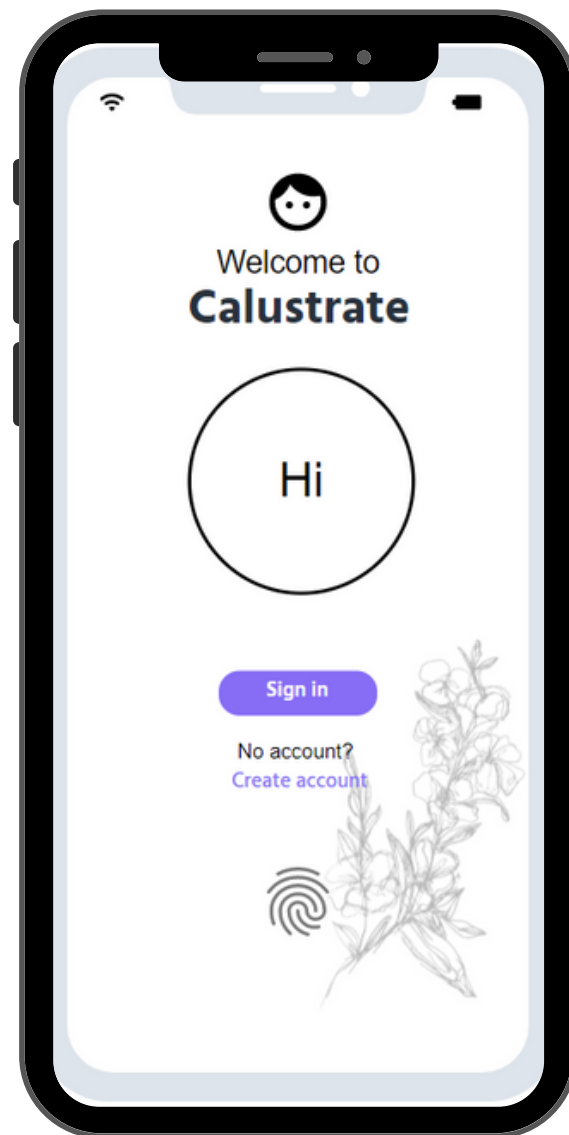 Welcome to
Calustrate
Hi
Sign in
No account?
Create account